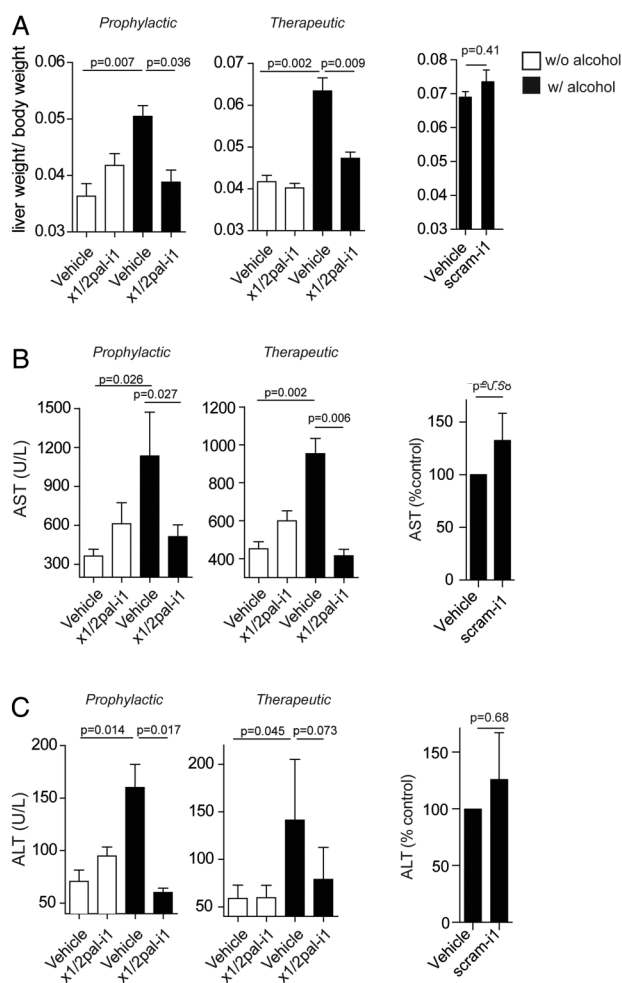 A
Prophylactic
Therapeutic
w/o alcohol
w/ alcohol
p=0.007 p=0.036
p=0.002 p=0.009
p=0.41
liver weight/ body weight
0.06
0.05
0.04
0.03
0.07
0.06
0.05
0.04
0.03
0.08
0.07
0.06
0.05
0.04
0.03
Vehicle
x1/2pal-i1
Vehicle
x1/2pal-i1
Vehicle
x1/2pal-i1
Vehicle
x1/2pal-i1
Vehicle
scram-i1
B
Prophylactic
Therapeutic
p=0.026
p=0.027
p=0.002
p=0.006
AST (U/L)
1500
1200
900
600
300
1200
1000
800
600
400
AST (%control)
150
100
50
0
Vehicle
x1/2pal-i1
Vehicle
x1/2pal-i1
Vehicle
x1/2pal-i1
Vehicle
x1/2pal-i1
Vehicle
scram-i1
C
Prophylactic
Therapeutic
p=0.014 p=0.017
p=0.045 p=0.073
p=0.68
ALT (U/L)
200
150
100
50
200
150
100
50
ALT (% control)
150
100
50
0
Vehicle
x1/2pal-i1
Vehicle
x1/2pal-i1
Vehicle
x1/2pal-i1
Vehicle
x1/2pal-i1
Vehicle
scram-i1